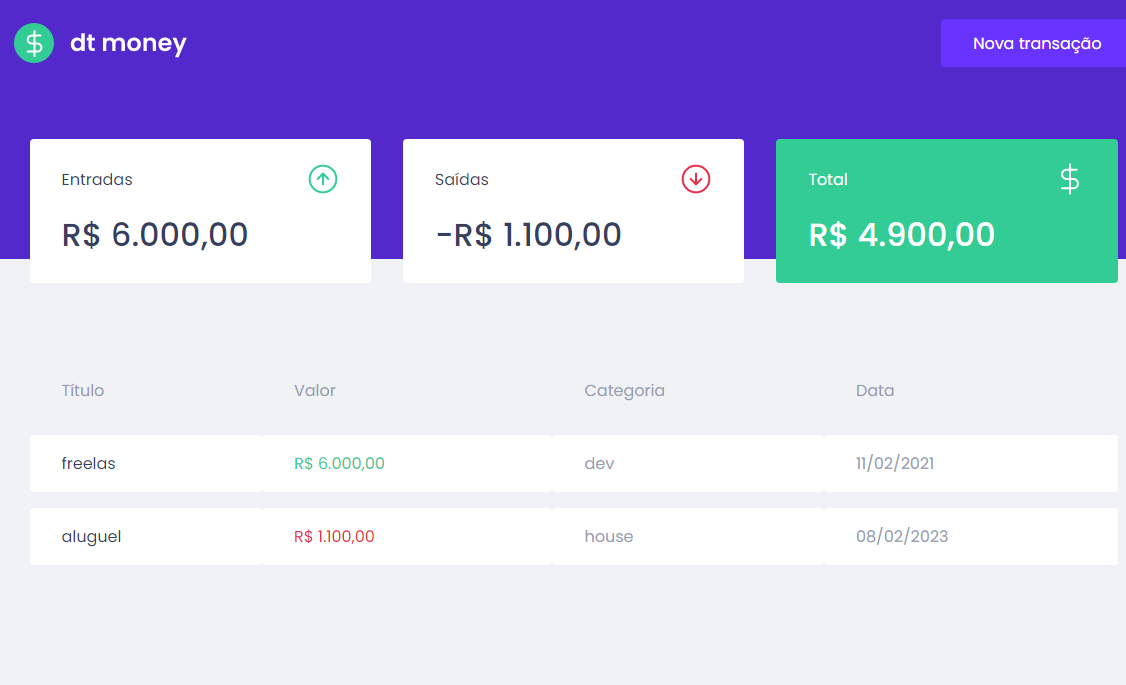 $ dt money
Nova transação
Entradas
R$ 6.000,00
Saídas
-R$ 1.100,00
Total $
R$ 4.900,00
Título Valor Categoria Data
freelas R$ 6.000,00 dev 11/02/2021
aluguel R$ 1.100,00 house 08/02/2023